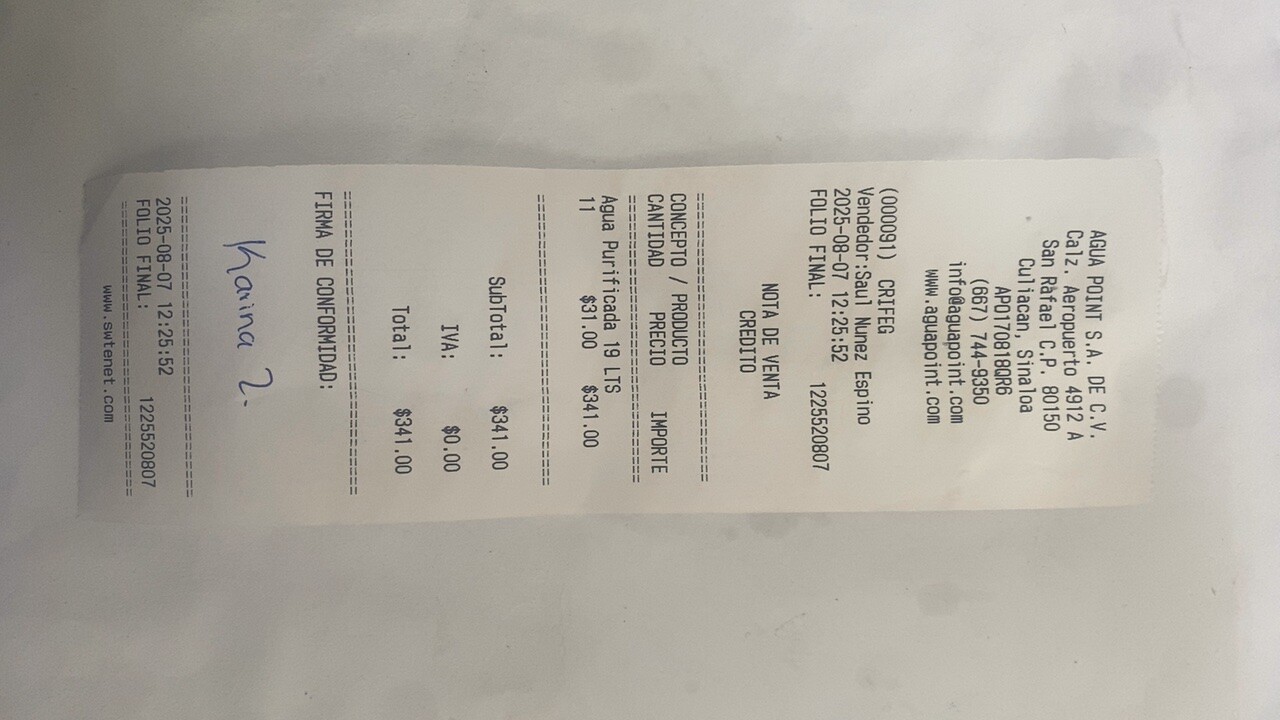 AGUA POINT S.A. DE C.V.
Calz. Aeropuerto 4912 A
San Rafael C.P. 80150
Culiacan, Sinaloa
APO170818QR6
(667) 744-9350
info@aguapoint.com
www.aguapoint.com
(000091) CRIFEG
Vendedor:Saul Nunez Espino
2025-08-07 12:25:52
FOLIO FINAL: 1225520807
NOTA DE VENTA
CREDITO
================================
CONCEPTO / PRODUCTO
CANTIDAD PRECIO IMPORTE
================================
Agua Purificada 19 LTS
11 $31.00 $341.00
================================
SubTotal: $341.00
IVA: $0.00
Total: $341.00
================================
FIRMA DE CONFORMIDAD:
Karina Z.
================================
2025-08-07 12:25:52
FOLIO FINAL: 1225520807
================================
www.swtenet.com